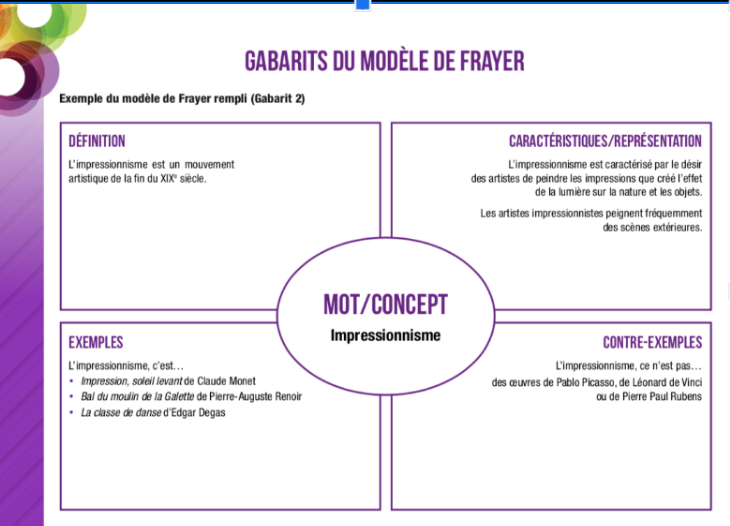 GABARITS DU MODÈLE DE FRAYER
Exemple du modèle de Frayer rempli (Gabarit 2)
DÉFINITION
L'impressionnisme est un mouvement
artistique de la fin du XIXe siècle.
CARACTÉRISTIQUES/REPRÉSENTATION
L'impressionnisme est caractérisé par le désir
des artistes de peindre les impressions que créé l'effet
de la lumière sur la nature et les objets.
Les artistes impressionnistes peignent fréquemment
des scènes extérieures.
MOT/CONCEPT
Impressionnisme
EXEMPLES
L'impressionnisme, c'est…
• Impression, soleil levant de Claude Monet
• Bal du moulin de la Galette de Pierre-Auguste Renoir
• La classe de danse d'Edgar Degas
CONTRE-EXEMPLES
L'impressionnisme, ce n'est pas…
des œuvres de Pablo Picasso, de Léonard de Vinci
ou de Pierre Paul Rubens